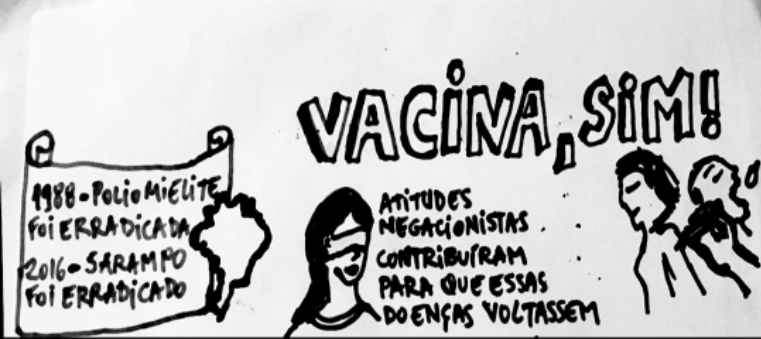 VACINA, SIM!
1988-POLIOMIELITE
FOI ERRADICADA
2016-SARAMPO
FOI ERRADICADO
ATITUDES
NEGACIONISTAS
CONTRIBUÍRAM
PARA QUE ESSAS
DOENÇAS VOLTASSEM